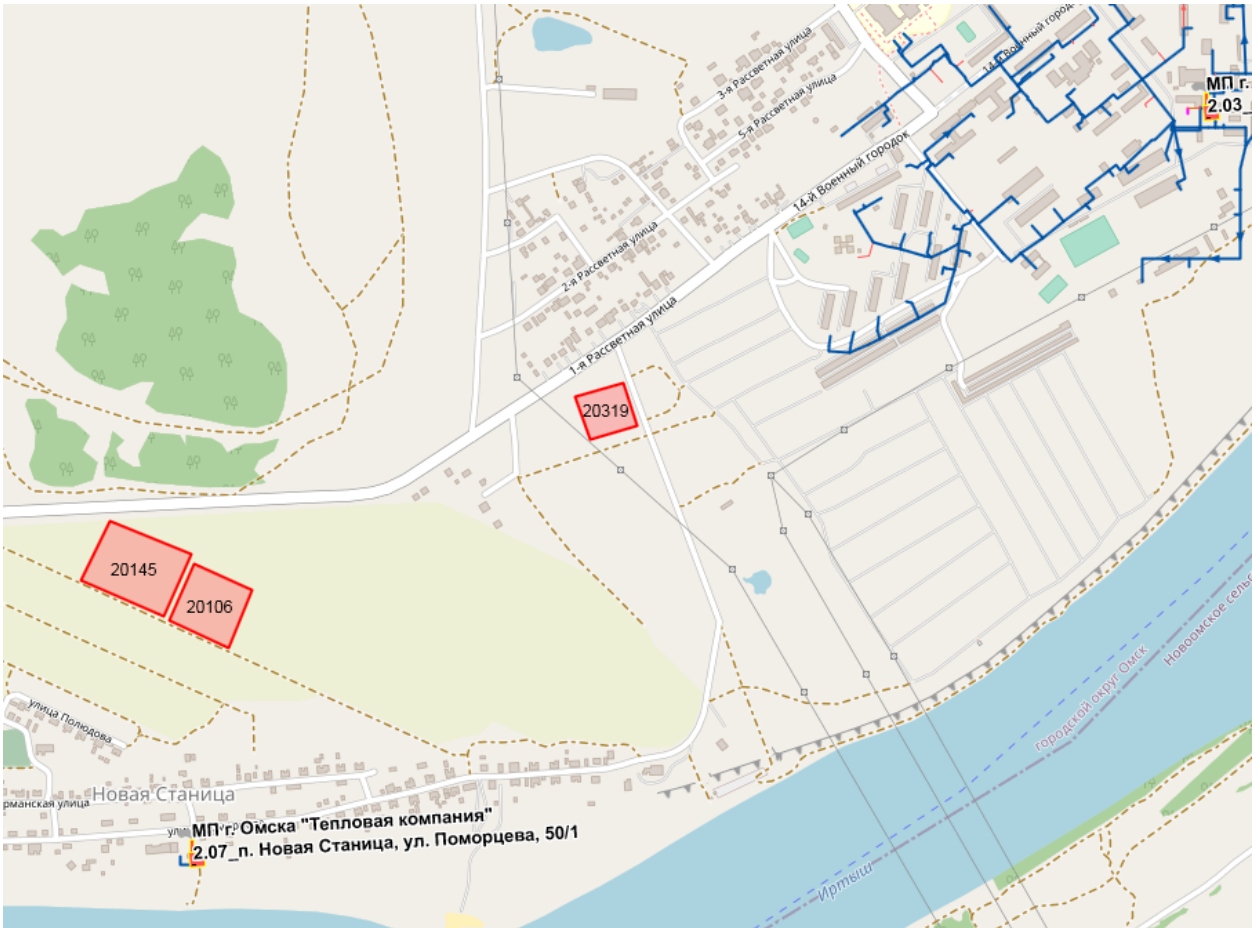 3-я Рассветная улица
14-й Военный город
5-я Рассветная улица
МП г.
2.03_
14-й Военный городок
2-я Рассветная улица
1-я Рассветная улица
20319
20145
20106
Новоомское сельс
городской округ Омск
улица Полюдова
Новая Станица
рманская улица
МП г. Омска "Тепловая компания"
2.07_п. Новая Станица, ул. Поморцева, 50/1
Иртыш